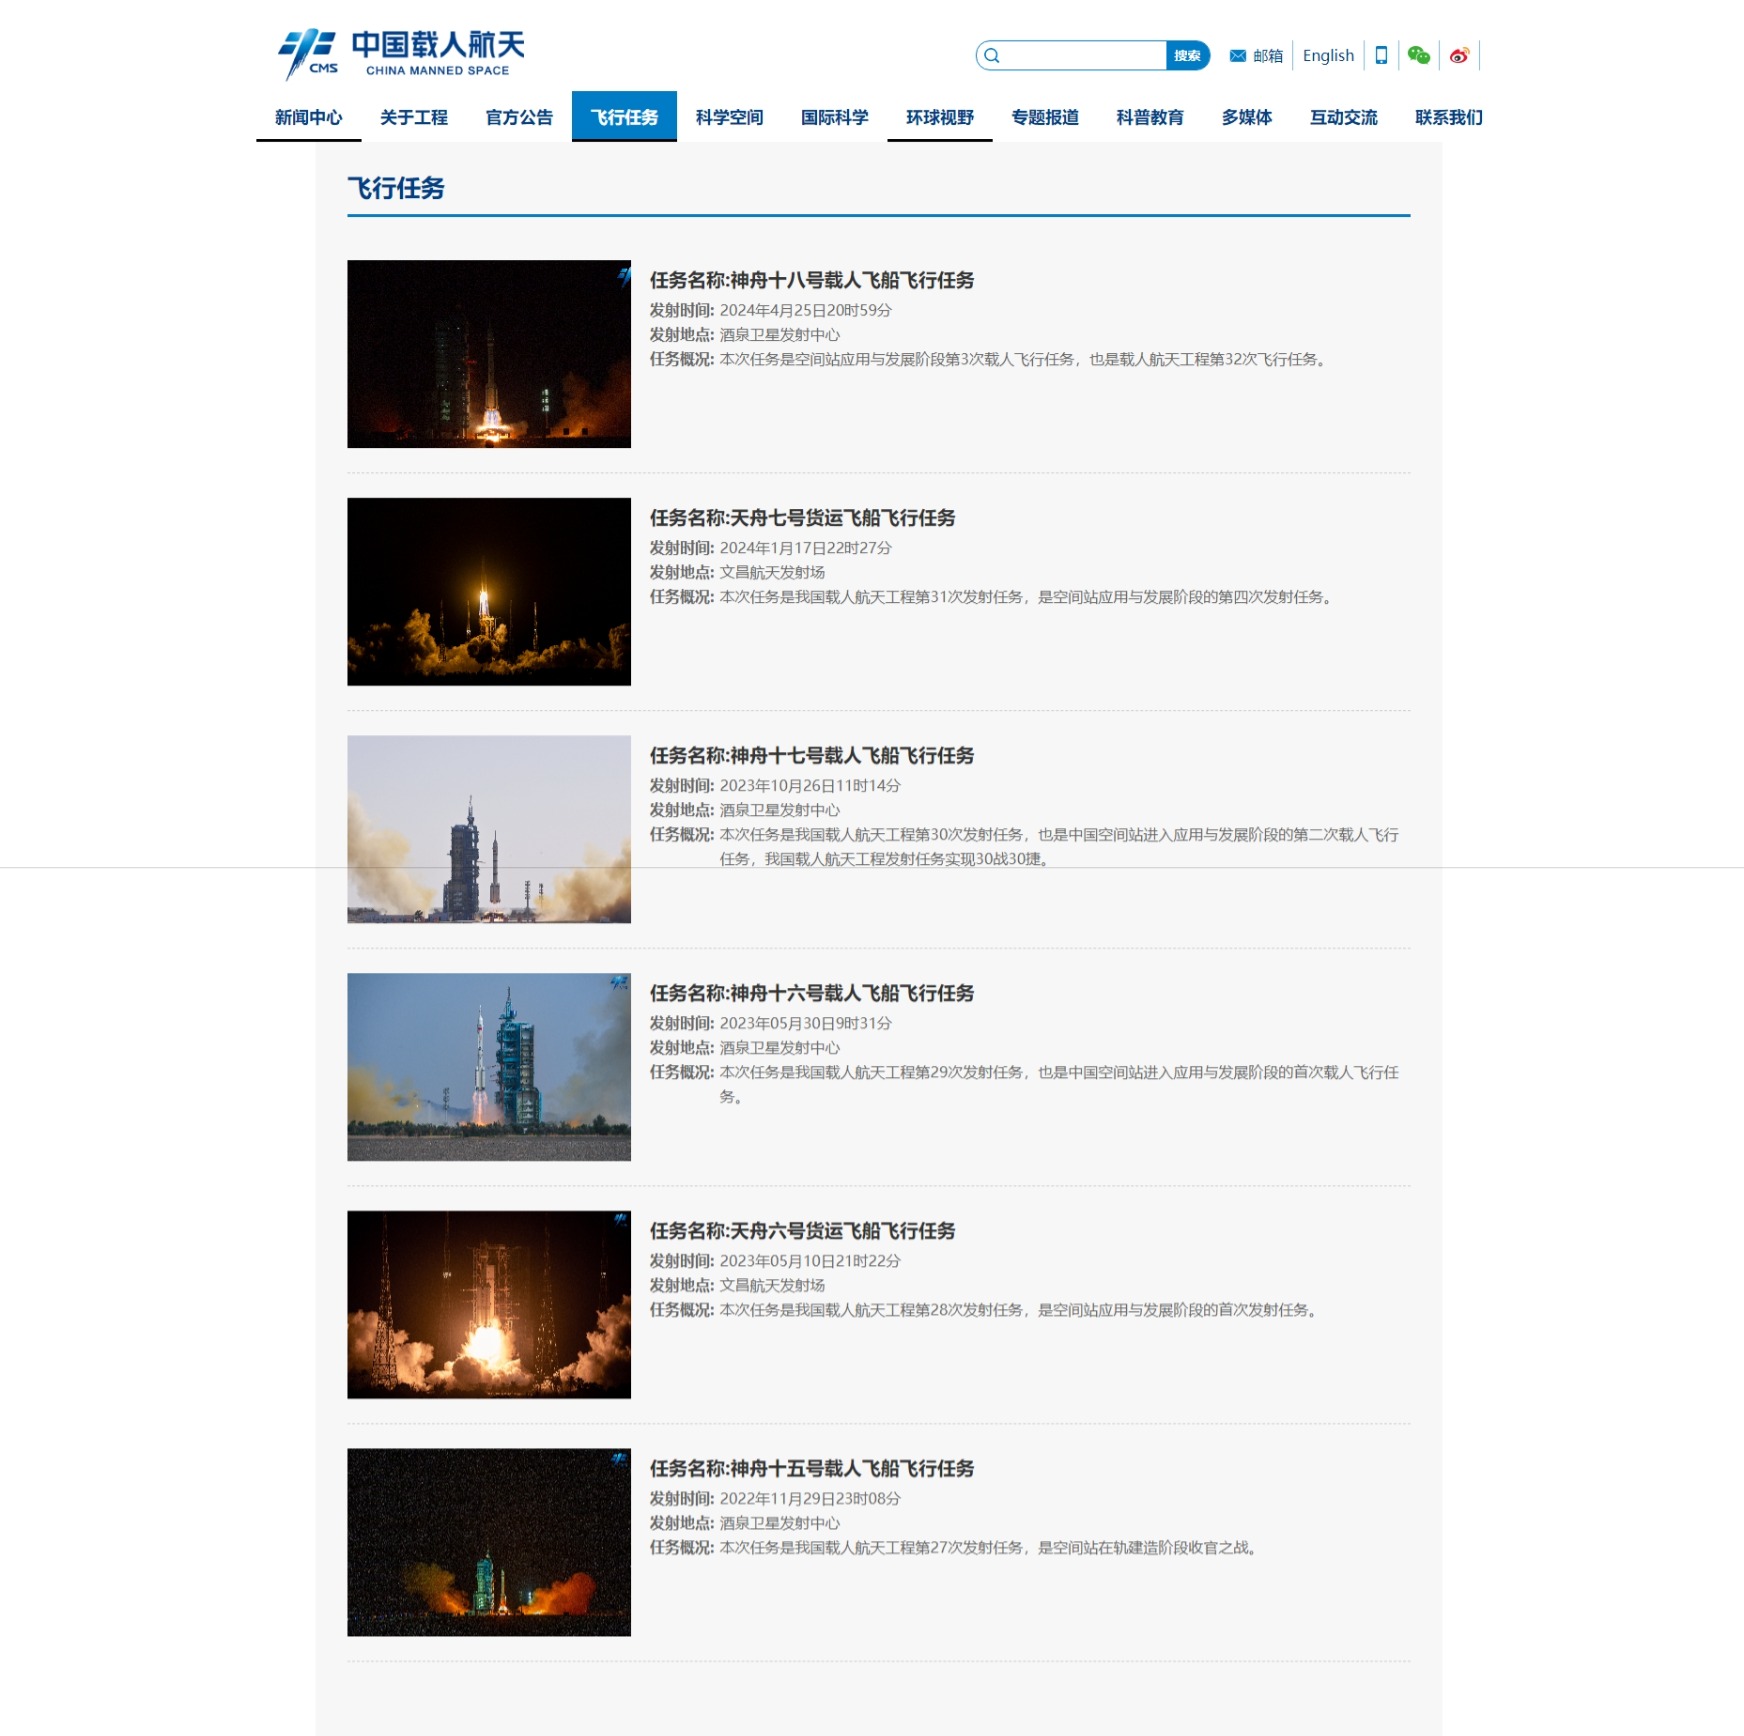 中国载人航天
CMS CHINA MANNED SPACE
搜索 邮箱 English
新闻中心 关于工程 官方公告 飞行任务 科学空间 国际科学 环球视野 专题报道 科普教育 多媒体 互动交流 联系我们
飞行任务
任务名称:神舟十八号载人飞船飞行任务
发射时间: 2024年4月25日20时59分
发射地点: 酒泉卫星发射中心
任务概况: 本次任务是空间站应用与发展阶段第3次载人飞行任务，也是载人航天工程第32次飞行任务。
任务名称:天舟七号货运飞船飞行任务
发射时间: 2024年1月17日22时27分
发射地点: 文昌航天发射场
任务概况: 本次任务是我国载人航天工程第31次发射任务，是空间站应用与发展阶段的第四次发射任务。
任务名称:神舟十七号载人飞船飞行任务
发射时间: 2023年10月26日11时14分
发射地点: 酒泉卫星发射中心
任务概况: 本次任务是我国载人航天工程第30次发射任务，也是中国空间站进入应用与发展阶段的第二次载人飞行
任务，我国载人航天工程发射任务实现30战30捷。
任务名称:神舟十六号载人飞船飞行任务
发射时间: 2023年05月30日9时31分
发射地点: 酒泉卫星发射中心
任务概况: 本次任务是我国载人航天工程第29次发射任务，也是中国空间站进入应用与发展阶段的首次载人飞行任
务。
任务名称:天舟六号货运飞船飞行任务
发射时间: 2023年05月10日21时22分
发射地点: 文昌航天发射场
任务概况: 本次任务是我国载人航天工程第28次发射任务，是空间站应用与发展阶段的首次发射任务。
任务名称:神舟十五号载人飞船飞行任务
发射时间: 2022年11月29日23时08分
发射地点: 酒泉卫星发射中心
任务概况: 本次任务是我国载人航天工程第27次发射任务，是空间站在轨建造阶段收官之战。